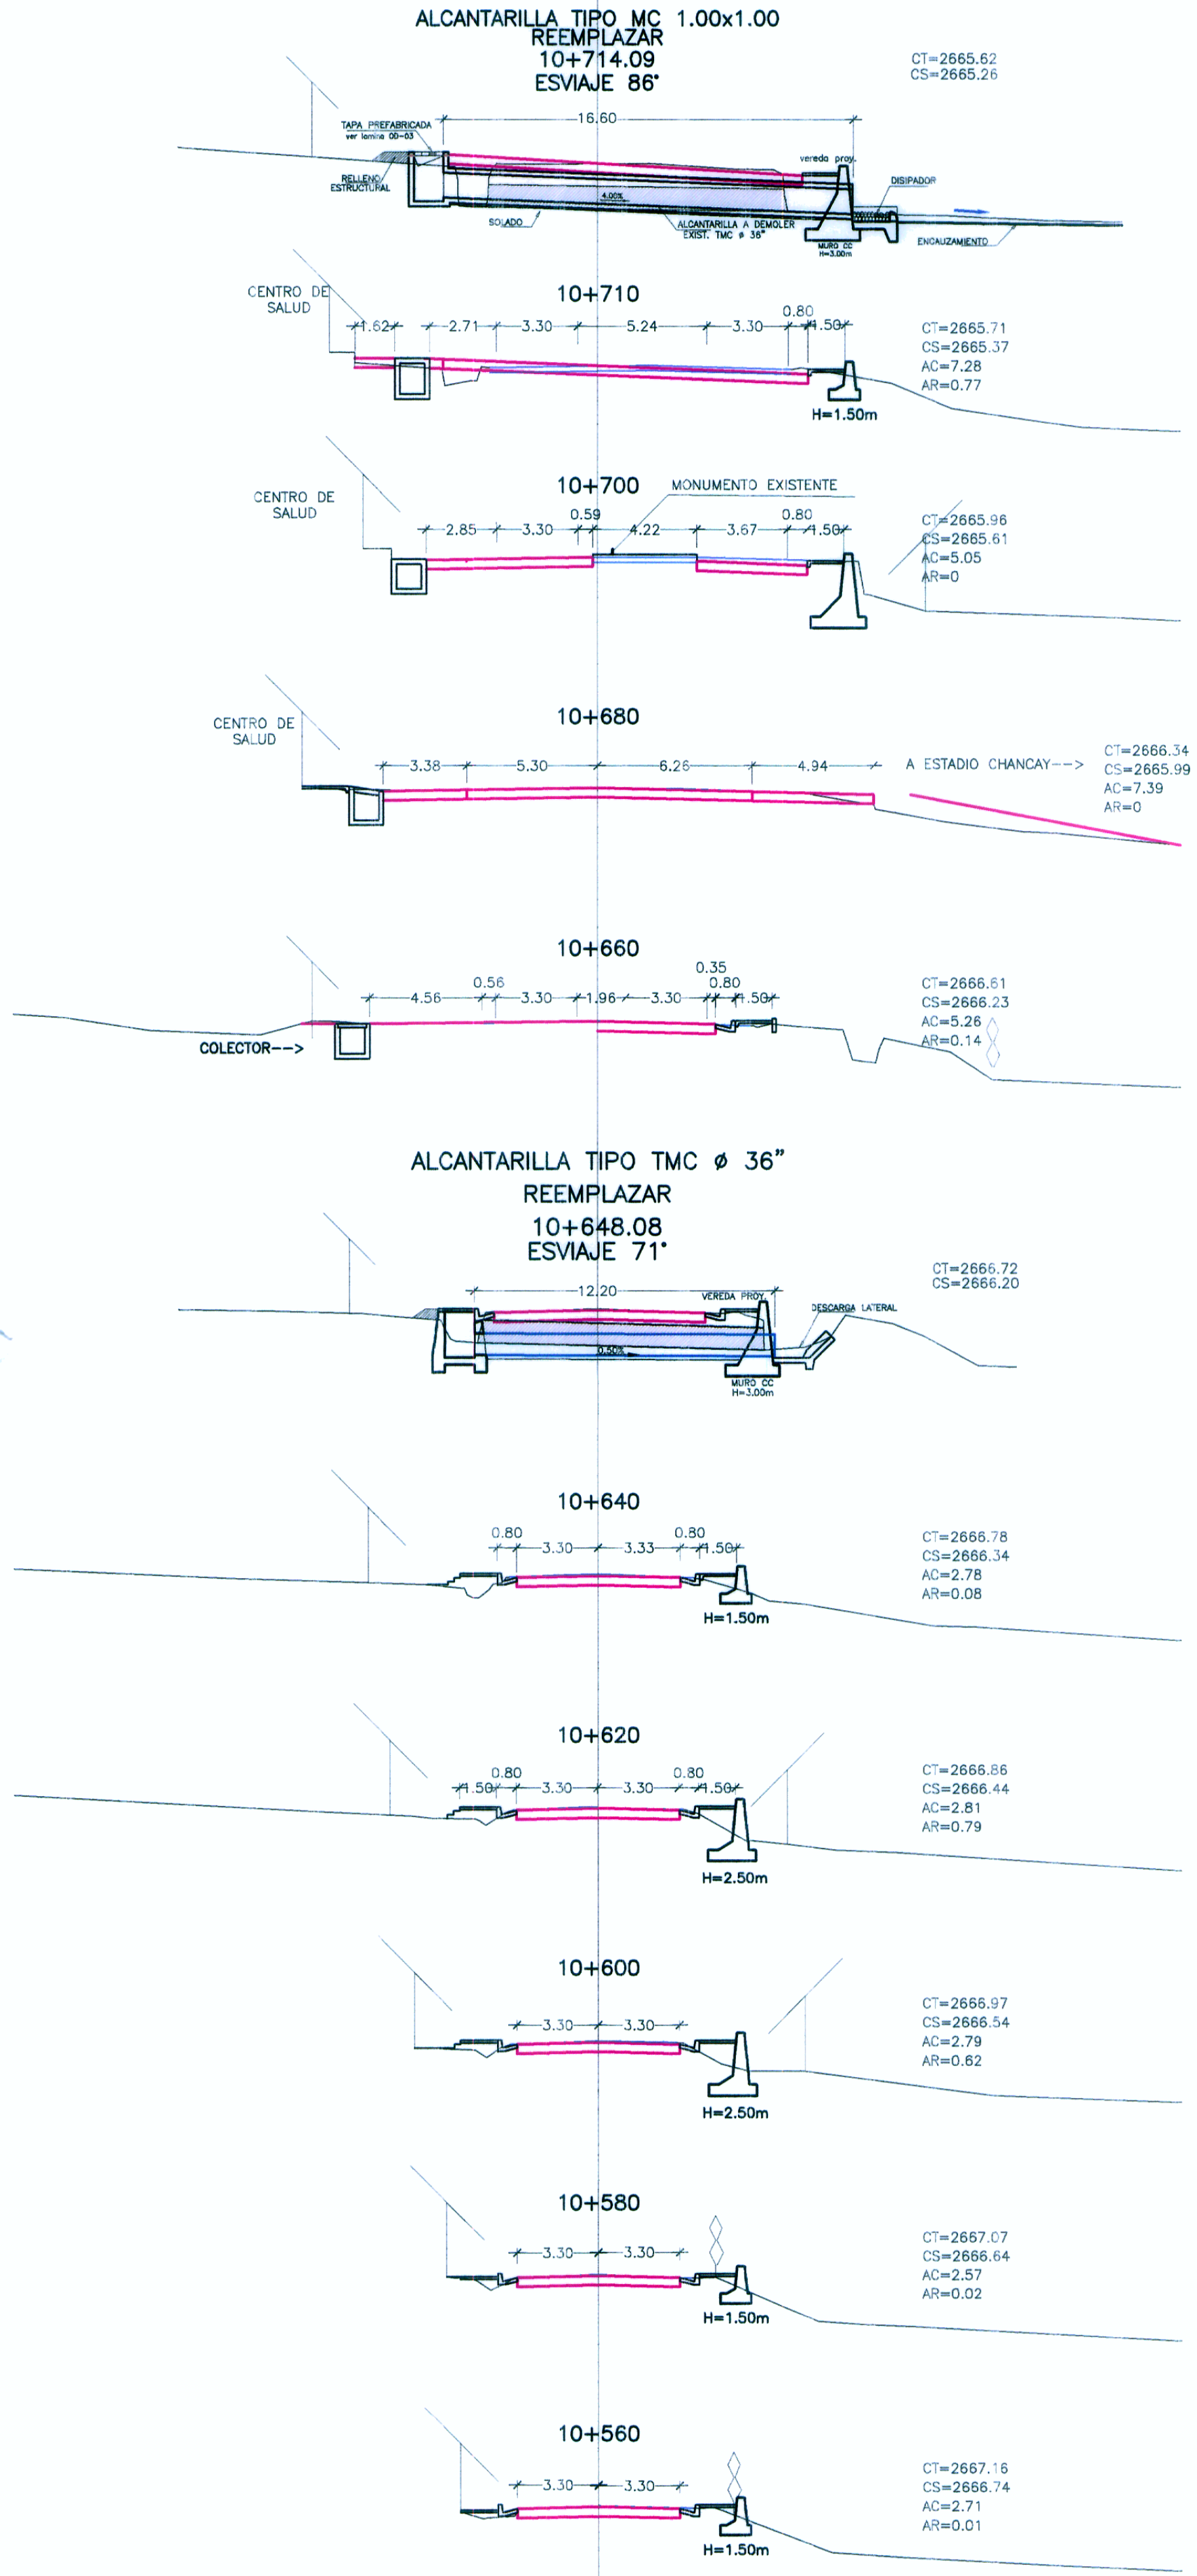 ALCANTARILLA TIPO MC 1.00x1.00
REEMPLAZAR
10+714.09
ESVIAJE 86°
CT=2665.62
CS=2665.26
16.60
TAPA PREFABRICADA
ver lamina OD-03
vereda proy.
RELLENO
ESTRUCTURAL
DISIPADOR
4.00%
SOLADO
ALCANTARILLA A DEMOLER
EXIST. TMC ø 36"
MURO CC
H=3.00m
ENCAUZAMIENTO
10+710
CENTRO DE
SALUD
0.80
1.62 2.71 3.30 5.24 3.30 1.50
CT=2665.71
CS=2665.37
AC=7.28
AR=0.77
H=1.50m
10+700
MONUMENTO EXISTENTE
CENTRO DE
SALUD
0.59 0.80
2.85 3.30 4.22 3.67 1.50
CT=2665.96
CS=2665.61
AC=5.05
AR=0
10+680
CENTRO DE
SALUD
3.38 5.30 6.26 4.94
A ESTADIO CHANCAY-->
CT=2666.34
CS=2665.99
AC=7.39
AR=0
10+660
0.35
0.56 0.80
4.56 3.30 1.96 3.30 1.50
CT=2666.61
CS=2666.23
AC=5.26
AR=0.14
COLECTOR-->
ALCANTARILLA TIPO TMC ø 36"
REEMPLAZAR
10+648.08
ESVIAJE 71°
CT=2666.72
CS=2666.20
12.20
VEREDA PROY.
DESCARGA LATERAL
0.50%
MURO CC
H=3.00m
10+640
0.80 0.80
3.30 3.33 1.50
CT=2666.78
CS=2666.34
AC=2.78
AR=0.08
H=1.50m
10+620
0.80 0.80
1.50 3.30 3.30 1.50
CT=2666.86
CS=2666.44
AC=2.81
AR=0.79
H=2.50m
10+600
3.30 3.30
CT=2666.97
CS=2666.54
AC=2.79
AR=0.62
H=2.50m
10+580
3.30 3.30
CT=2667.07
CS=2666.64
AC=2.57
AR=0.02
H=1.50m
10+560
3.30 3.30
CT=2667.16
CS=2666.74
AC=2.71
AR=0.01
H=1.50m